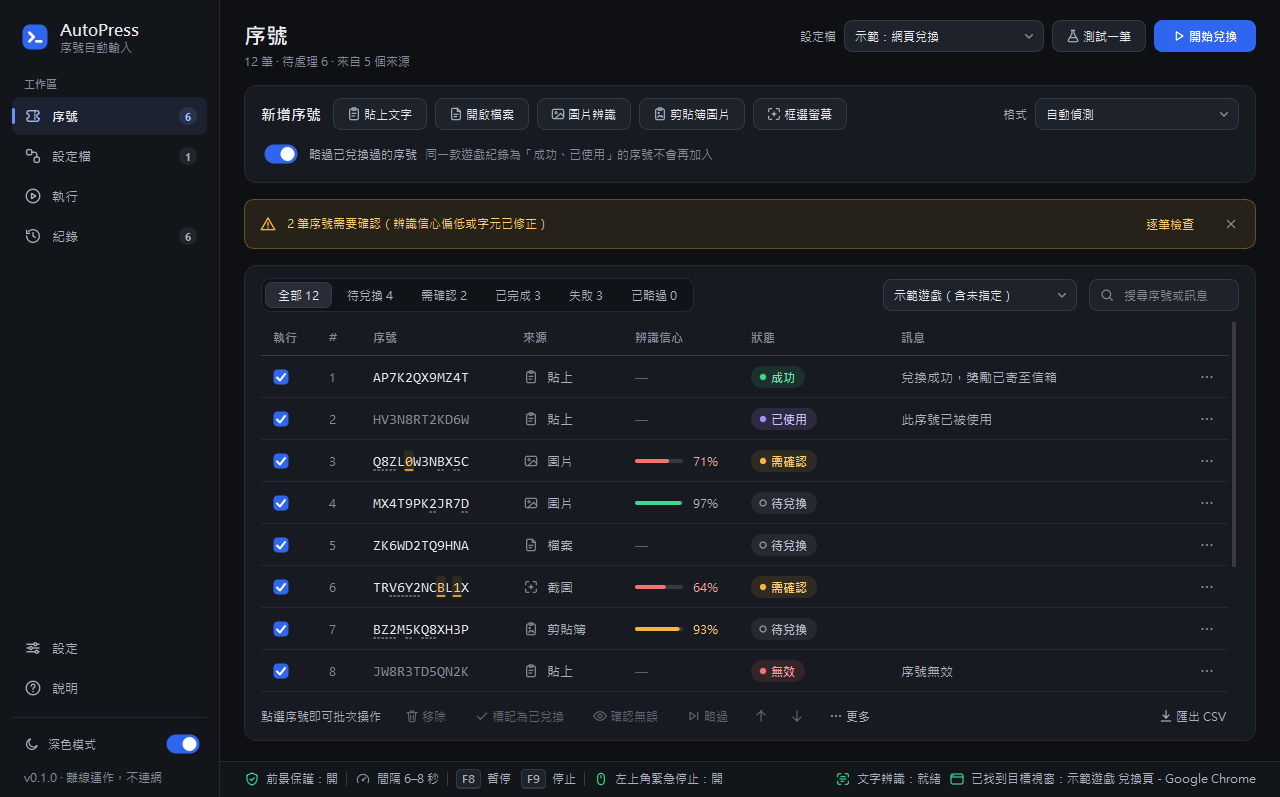 AutoPress
序號自動輸入
工作區
序號 6
設定檔 1
執行
紀錄 6
設定
說明
深色模式
v0.1.0 · 離線運作，不連網
序號
12 筆 · 待處理 6 · 來自 5 個來源
設定檔 示範：網頁兌換 測試一筆 開始兌換
新增序號 貼上文字 開啟檔案 圖片辨識 剪貼簿圖片 框選螢幕 格式 自動偵測
略過已兌換過的序號 同一款遊戲紀錄為「成功、已使用」的序號不會再加入
2 筆序號需要確認（辨識信心偏低或字元已修正） 逐筆檢查
全部 12 待兌換 4 需確認 2 已完成 3 失敗 3 已略過 0 示範遊戲（含未指定） 搜尋序號或訊息
執行 # 序號 來源 辨識信心 狀態 訊息
1 AP7K2QX9MZ4T 貼上 — 成功 兌換成功，獎勵已寄至信箱 ···
2 HV3N8RT2KD6W 貼上 — 已使用 此序號已被使用 ···
3 Q8ZL0W3NBX5C 圖片 71% 需確認 ···
4 MX4T9PK2JR7D 圖片 97% 待兌換 ···
5 ZK6WD2TQ9HNA 檔案 — 待兌換 ···
6 TRV6Y2NCBL1X 截圖 64% 需確認 ···
7 BZ2M5KQ8XH3P 剪貼簿 93% 待兌換 ···
8 JW8R3TD5QN2K 貼上 — 無效 序號無效 ···
點選序號即可批次操作 移除 標記為已兌換 確認無誤 略過 ··· 更多 匯出 CSV
前景保護：開 間隔 6–8 秒 F8 暫停 F9 停止 左上角緊急停止：開 文字辨識：就緒 已找到目標視窗：示範遊戲 兌換頁 - Google Chrome